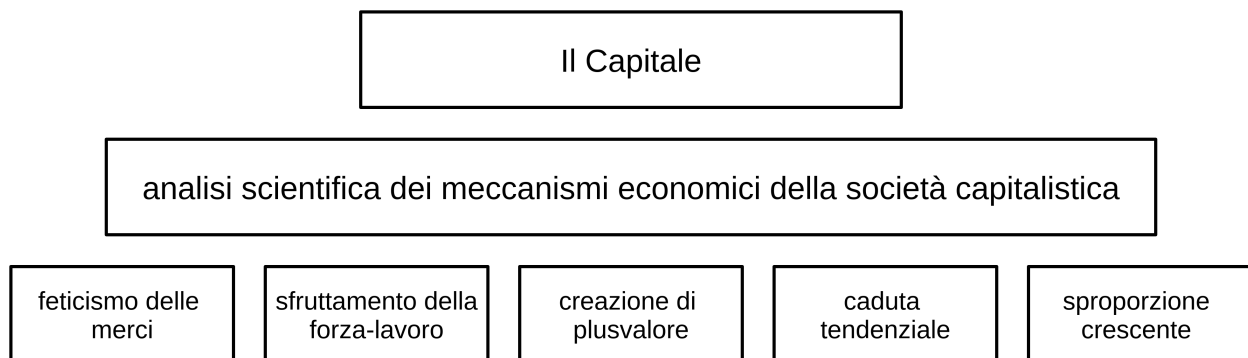 Il Capitale
analisi scientifica dei meccanismi economici della società capitalistica
feticismo delle
merci
sfruttamento della
forza-lavoro
creazione di
plusvalore
caduta
tendenziale
sproporzione
crescente